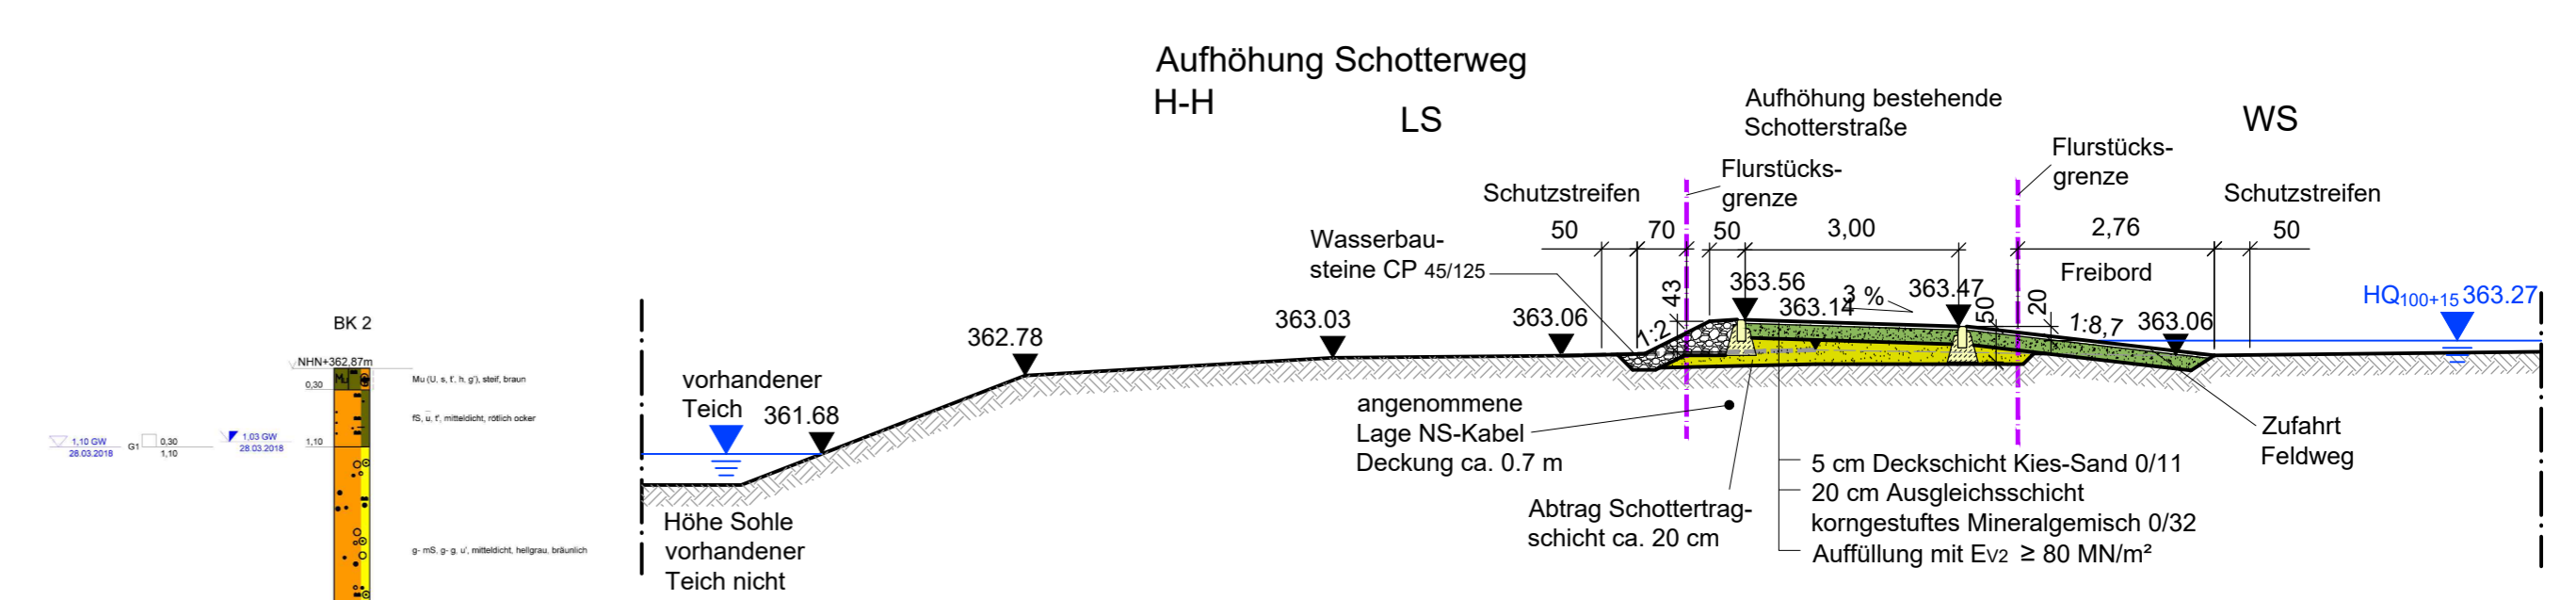 Aufhöhung Schotterweg
H-H
LS
WS
Aufhöhung bestehende
Schotterstraße
Flurstücks-
grenze
Flurstücks-
grenze
Schutzstreifen
Schutzstreifen
50
70
50
3,00
2,76
50
Wasserbau-
steine CP 45/125
Freibord
43
363.56
3 %
363.47
363.14
50
20
HQ100+15 363.27
1:2
1:8,7
363.06
363.06
363.03
362.78
BK 2
NHN+362,87m
0,30
Mu
Mu (U, s, f, h, g'), steif, braun
fS, u, t', mitteldicht, rötlich ocker
1,10 GW
28.03.2018
G1
0,30
1,10
1,03 GW
28.03.2018
1,10
g- mS, g- g, u', mitteldicht, hellgrau, bräunlich
vorhandener
Teich
361.68
Höhe Sohle
vorhandener
Teich nicht
angenommene
Lage NS-Kabel
Deckung ca. 0.7 m
Abtrag Schottertrag-
schicht ca. 20 cm
5 cm Deckschicht Kies-Sand 0/11
20 cm Ausgleichsschicht
korngestuftes Mineralgemisch 0/32
Auffüllung mit EV2 ≥ 80 MN/m²
Zufahrt
Feldweg